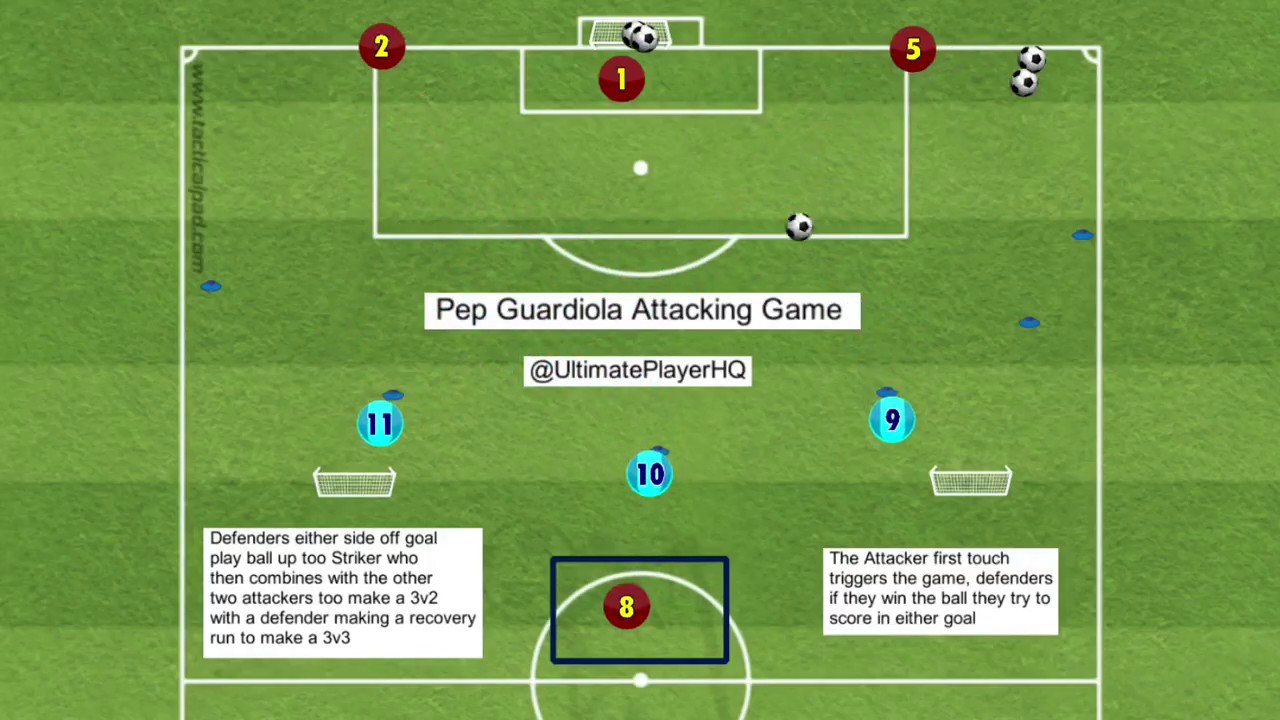 2
5
1
www.tacticalpad.com
Pep Guardiola Attacking Game
@UltimatePlayerHQ
11
9
10
Defenders either side off goal
play ball up too Striker who
then combines with the other
two attackers too make a 3v2
with a defender making a recovery
run to make a 3v3
The Attacker first touch
triggers the game, defenders
if they win the ball they try to
score in either goal
8